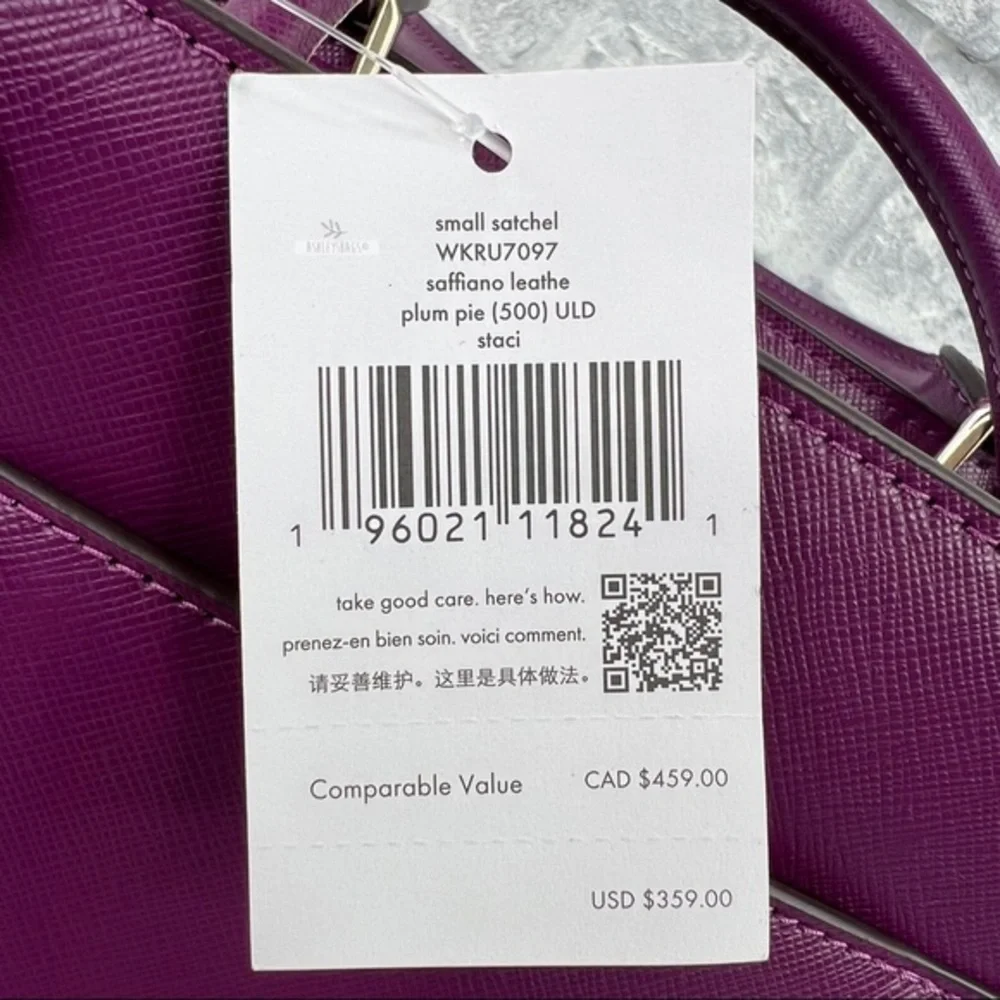 small satchel
WKRU7097
saffiano leathe
plum pie (500) ULD
staci
ASHLEYSBAGS©
1 96021 11824 1
take good care. here's how.
prenez-en bien soin. voici comment.
请妥善维护。这里是具体做法。
Comparable Value CAD $459.00
USD $359.00